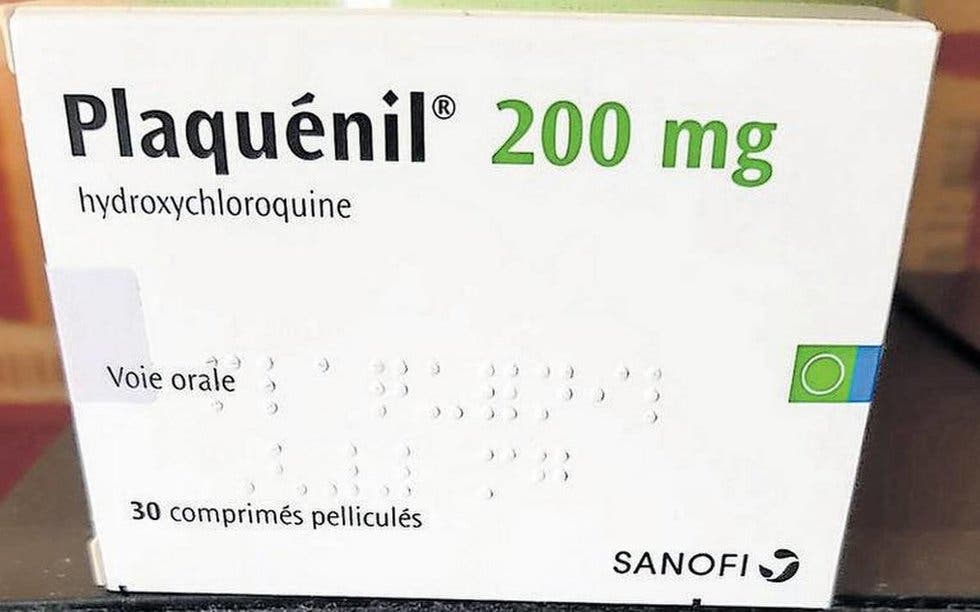 Plaquénil® 200 mg
hydroxychloroquine
Voie orale
30 comprimés pelliculés
SANOFI